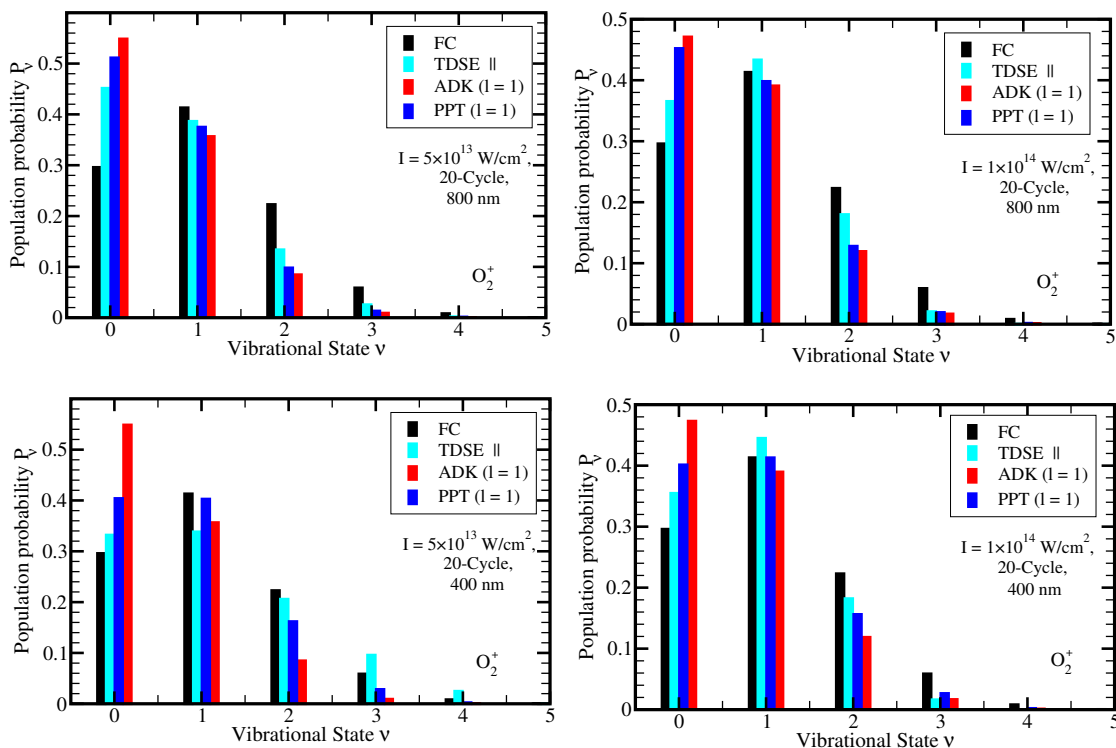 Population probability P_ν
0.5
0.4
0.3
0.2
0.1
0
FC
TDSE ||
ADK (l = 1)
PPT (l = 1)
I = 5×10^13 W/cm^2,
20-Cycle,
800 nm
O_2^+
0 1 2 3 4 5
Vibrational State ν
Population probability P_ν
0.5
0.4
0.3
0.2
0.1
0
FC
TDSE ||
PPT (l = 1)
ADK (l = 1)
I = 1×10^14 W/cm^2,
20-Cycle,
800 nm
O_2^+
0 1 2 3 4 5
Vibrational State ν
Population probability P_ν
0.5
0.4
0.3
0.2
0.1
0
FC
TDSE ||
ADK (l = 1)
PPT (l = 1)
I = 5×10^13 W/cm^2,
20-Cycle,
400 nm
O_2^+
0 1 2 3 4 5
Vibrational State ν
Population probability P_ν
0.5
0.4
0.3
0.2
0.1
0
FC
TDSE ||
ADK (l = 1)
PPT (l = 1)
I = 1×10^14 W/cm^2,
20-Cycle,
400 nm
O_2^+
0 1 2 3 4 5
Vibrational State ν